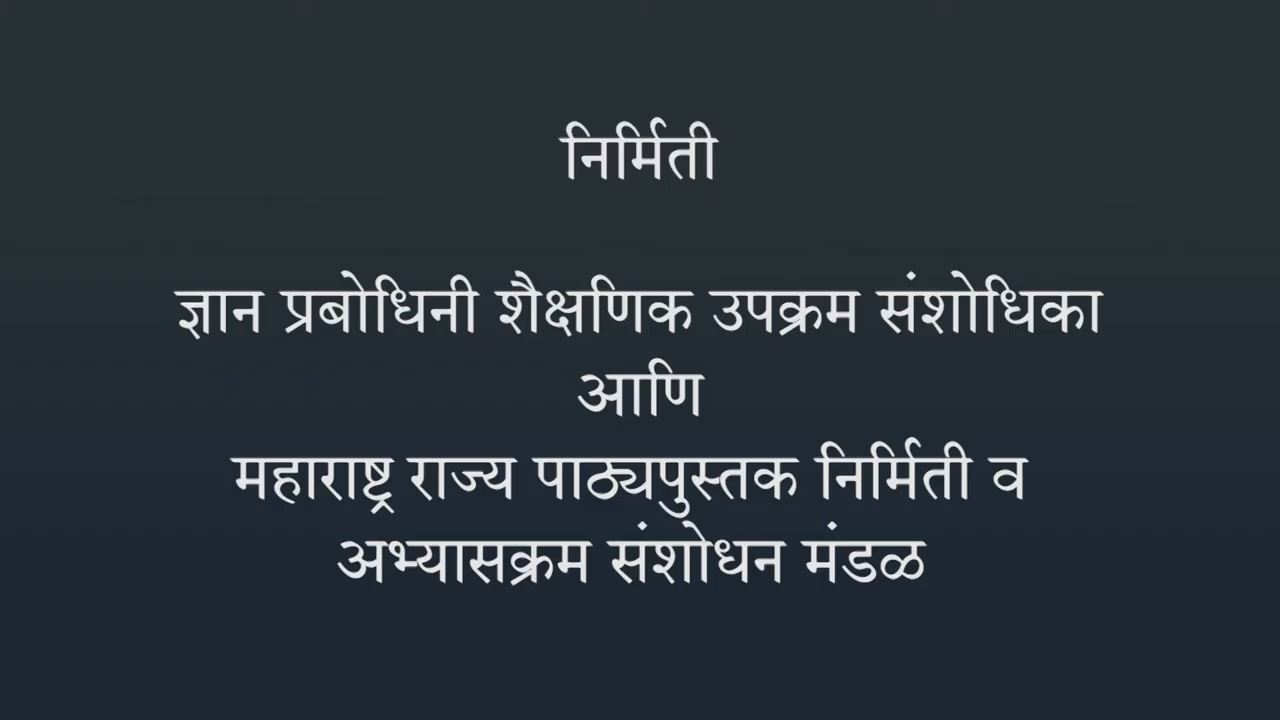 निर्मिती
ज्ञान प्रबोधिनी शैक्षणिक उपक्रम संशोधिका
आणि
महाराष्ट्र राज्य पाठ्यपुस्तक निर्मिती व
अभ्यासक्रम संशोधन मंडळ